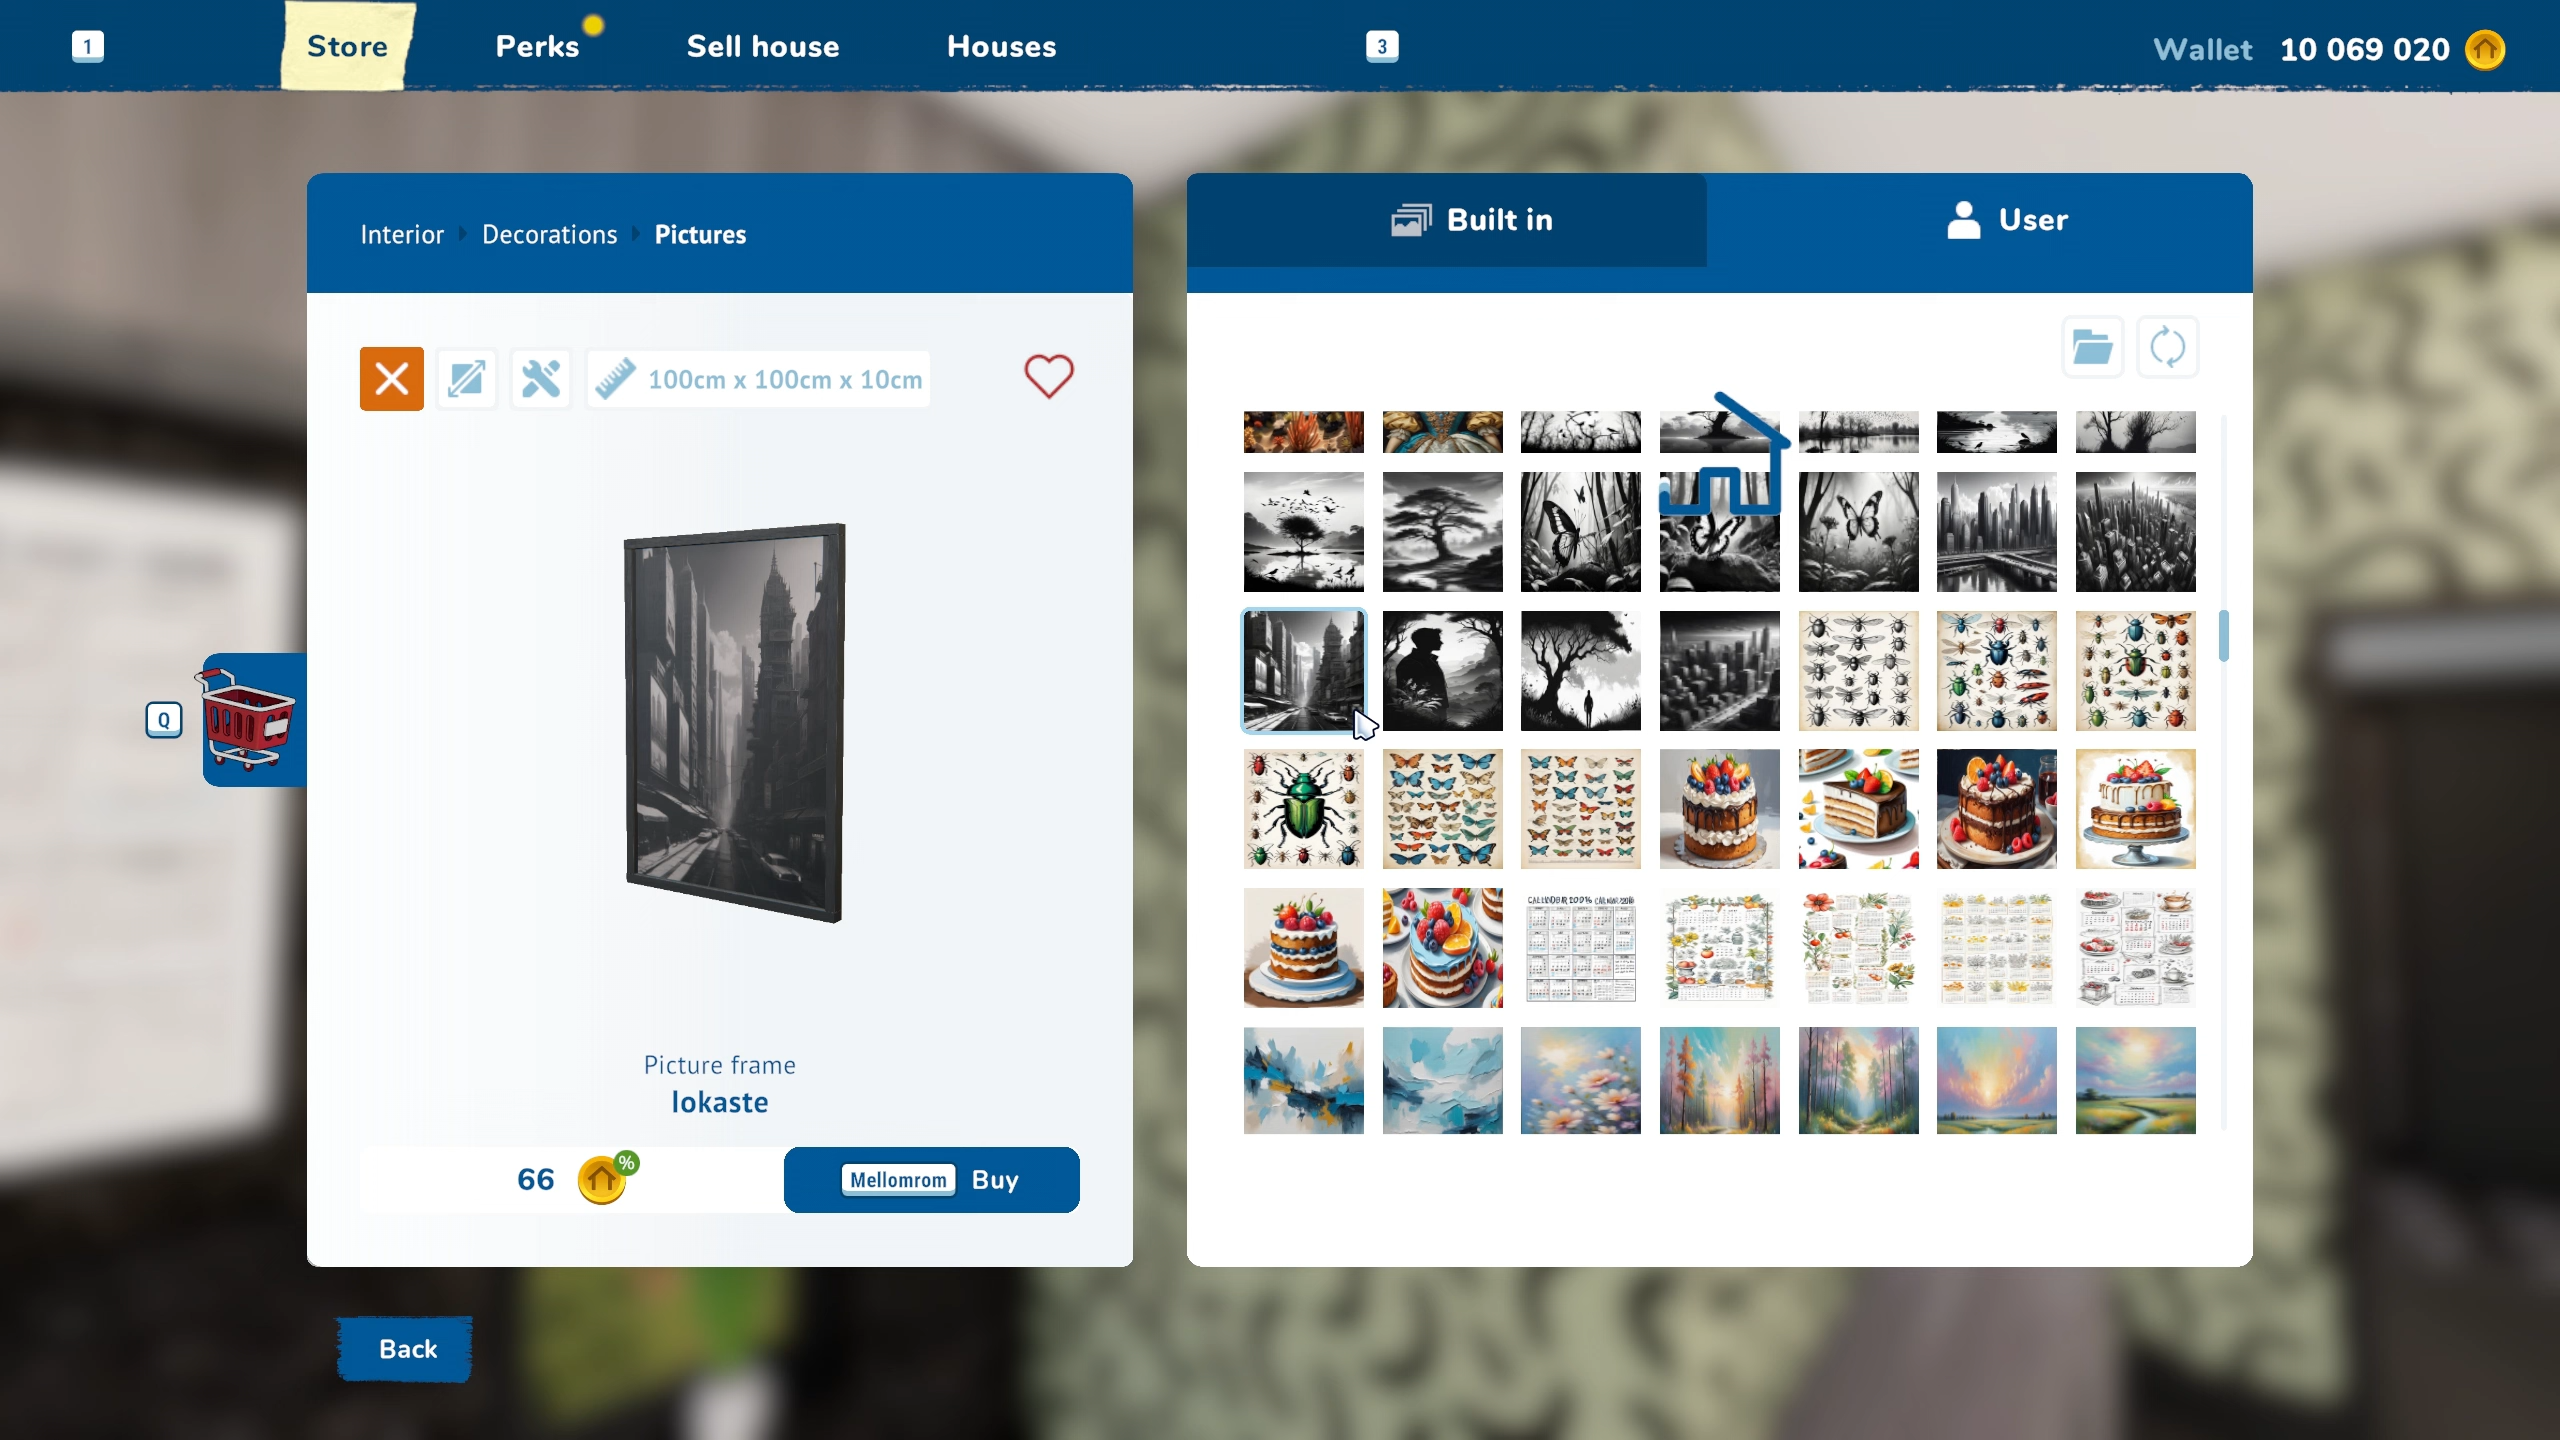 1
Store
Perks
Sell house
Houses
3
Wallet 10 069 020
Interior Decorations Pictures
Built in
User
100cm x 100cm x 10cm
Q
Picture frame
lokaste
66 %
Mellomrom Buy
Back